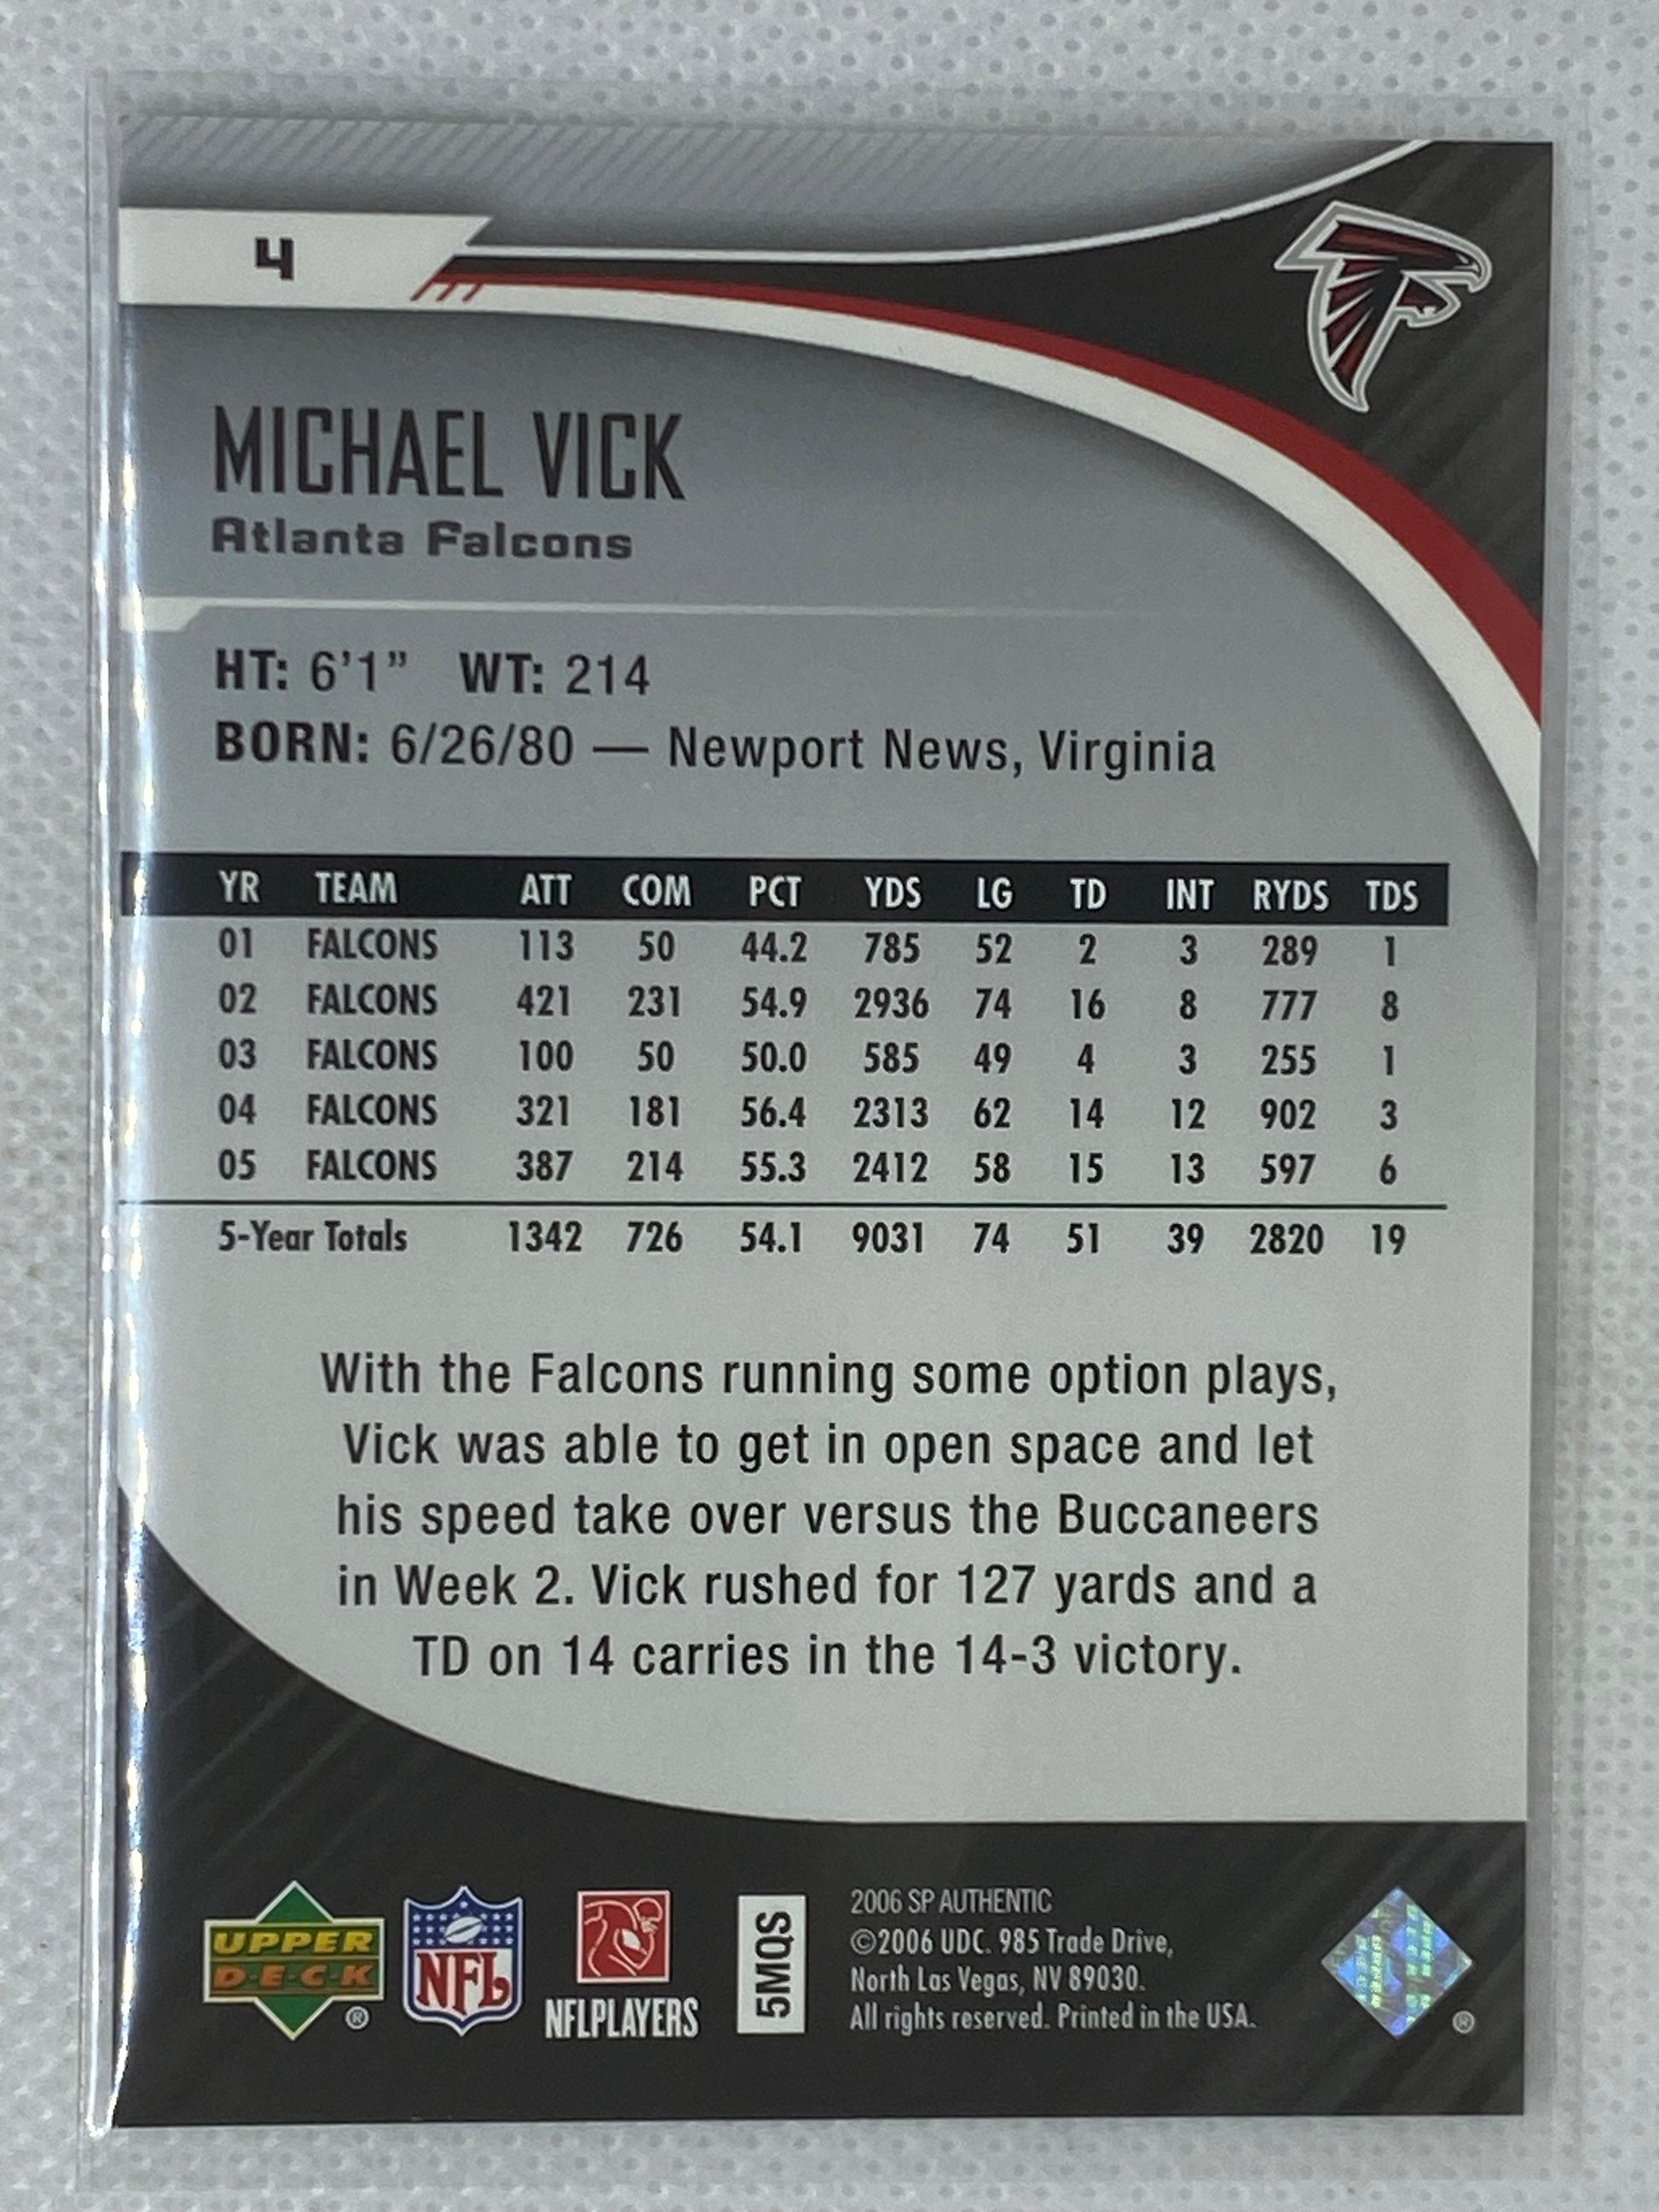 4
MICHAEL VICK
Atlanta Falcons
HT: 6’1” WT: 214
BORN: 6/26/80 — Newport News, Virginia
YR TEAM ATT COM PCT YDS LG TD INT RYDS TDS
01 FALCONS 113 50 44.2 785 52 2 3 289 1
02 FALCONS 421 231 54.9 2936 74 16 8 777 8
03 FALCONS 100 50 50.0 585 49 4 3 255 1
04 FALCONS 321 181 56.4 2313 62 14 12 902 3
05 FALCONS 387 214 55.3 2412 58 15 13 597 6
5-Year Totals 1342 726 54.1 9031 74 51 39 2820 19
With the Falcons running some option plays,
Vick was able to get in open space and let
his speed take over versus the Buccaneers
in Week 2. Vick rushed for 127 yards and a
TD on 14 carries in the 14-3 victory.
UPPER
D·E·C·K
®
NFL
NFLPLAYERS
5MQS
2006 SP AUTHENTIC
©2006 UDC. 985 Trade Drive,
North Las Vegas, NV 89030.
All rights reserved. Printed in the USA.
®